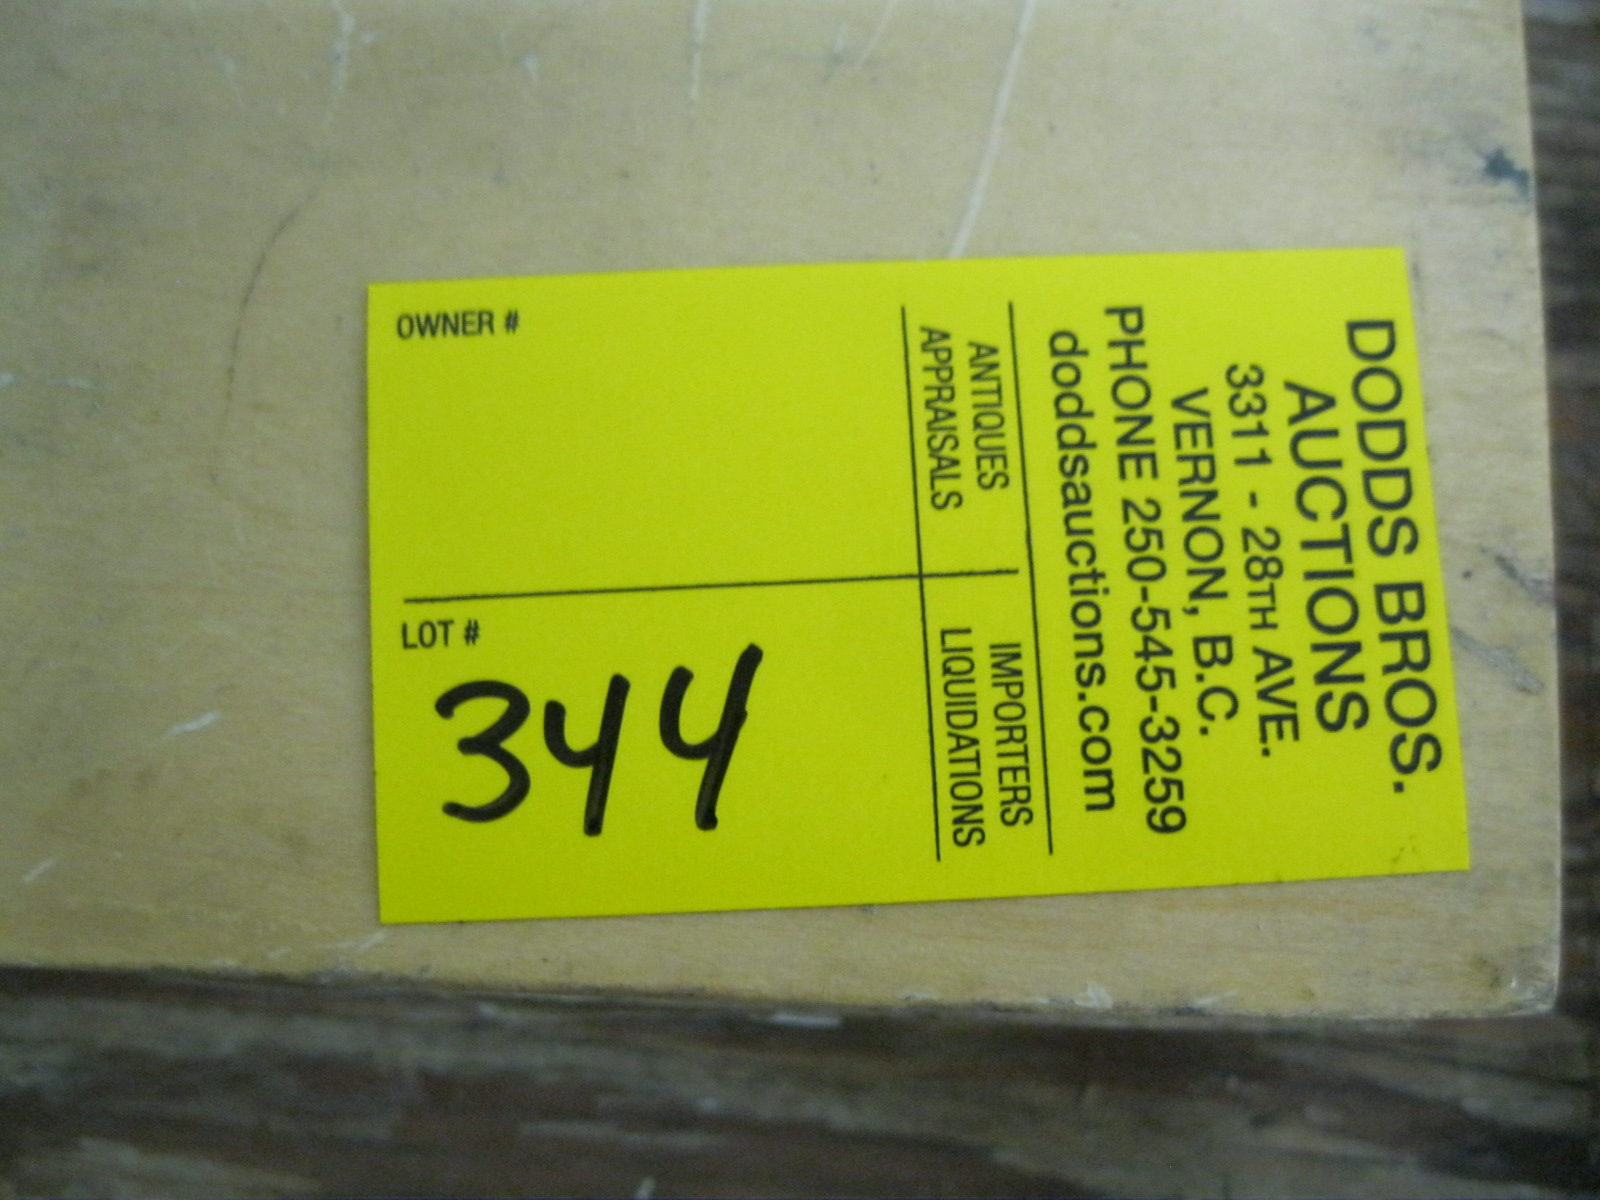 DODDS BROS.
AUCTIONS
3311 - 28TH AVE.
VERNON, B.C.
PHONE 250-545-3259
doddsauctions.com
ANTIQUES IMPORTERS
APPRAISALS LIQUIDATIONS
OWNER #
LOT #
344